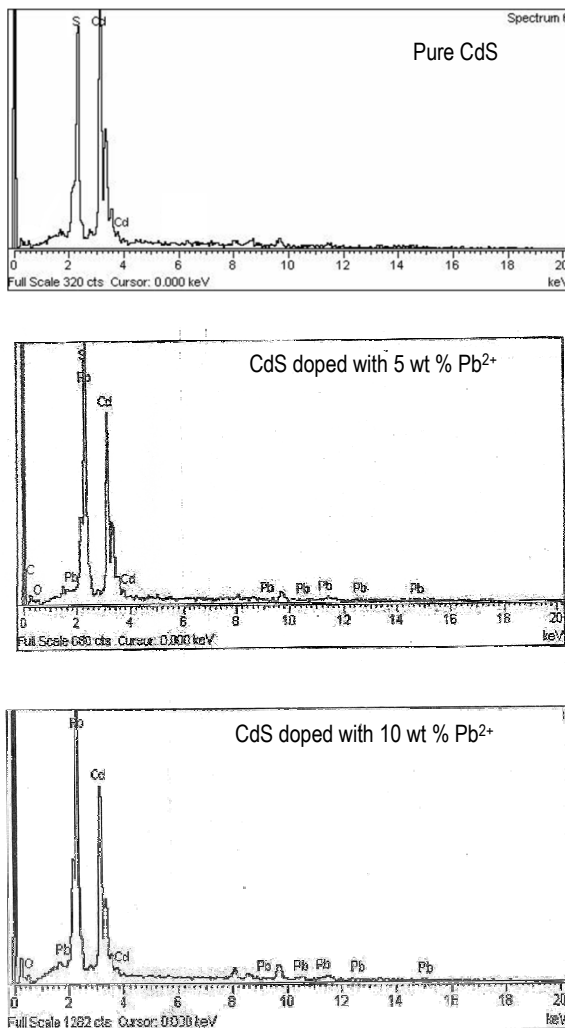 Spectrum 6
S Cd
Pure CdS
Cd
0 2 4 6 8 10 12 14 16 18 20
Full Scale 320 cts Cursor: 0.000 keV keV
CdS doped with 5 wt % Pb²⁺
S
Pb
Cd
C
O Pb Cd Pb Pb Pb Pb Pb
0 2 4 6 8 10 12 14 16 18 20
Full Scale 680 cts Cursor: 0.000 keV keV
CdS doped with 10 wt % Pb²⁺
Pb
Cd
O Pb Cd Pb Pb Pb Pb Pb
0 2 4 6 8 10 12 14 16 18 20
Full Scale 1282 cts Cursor: 0.000 keV keV